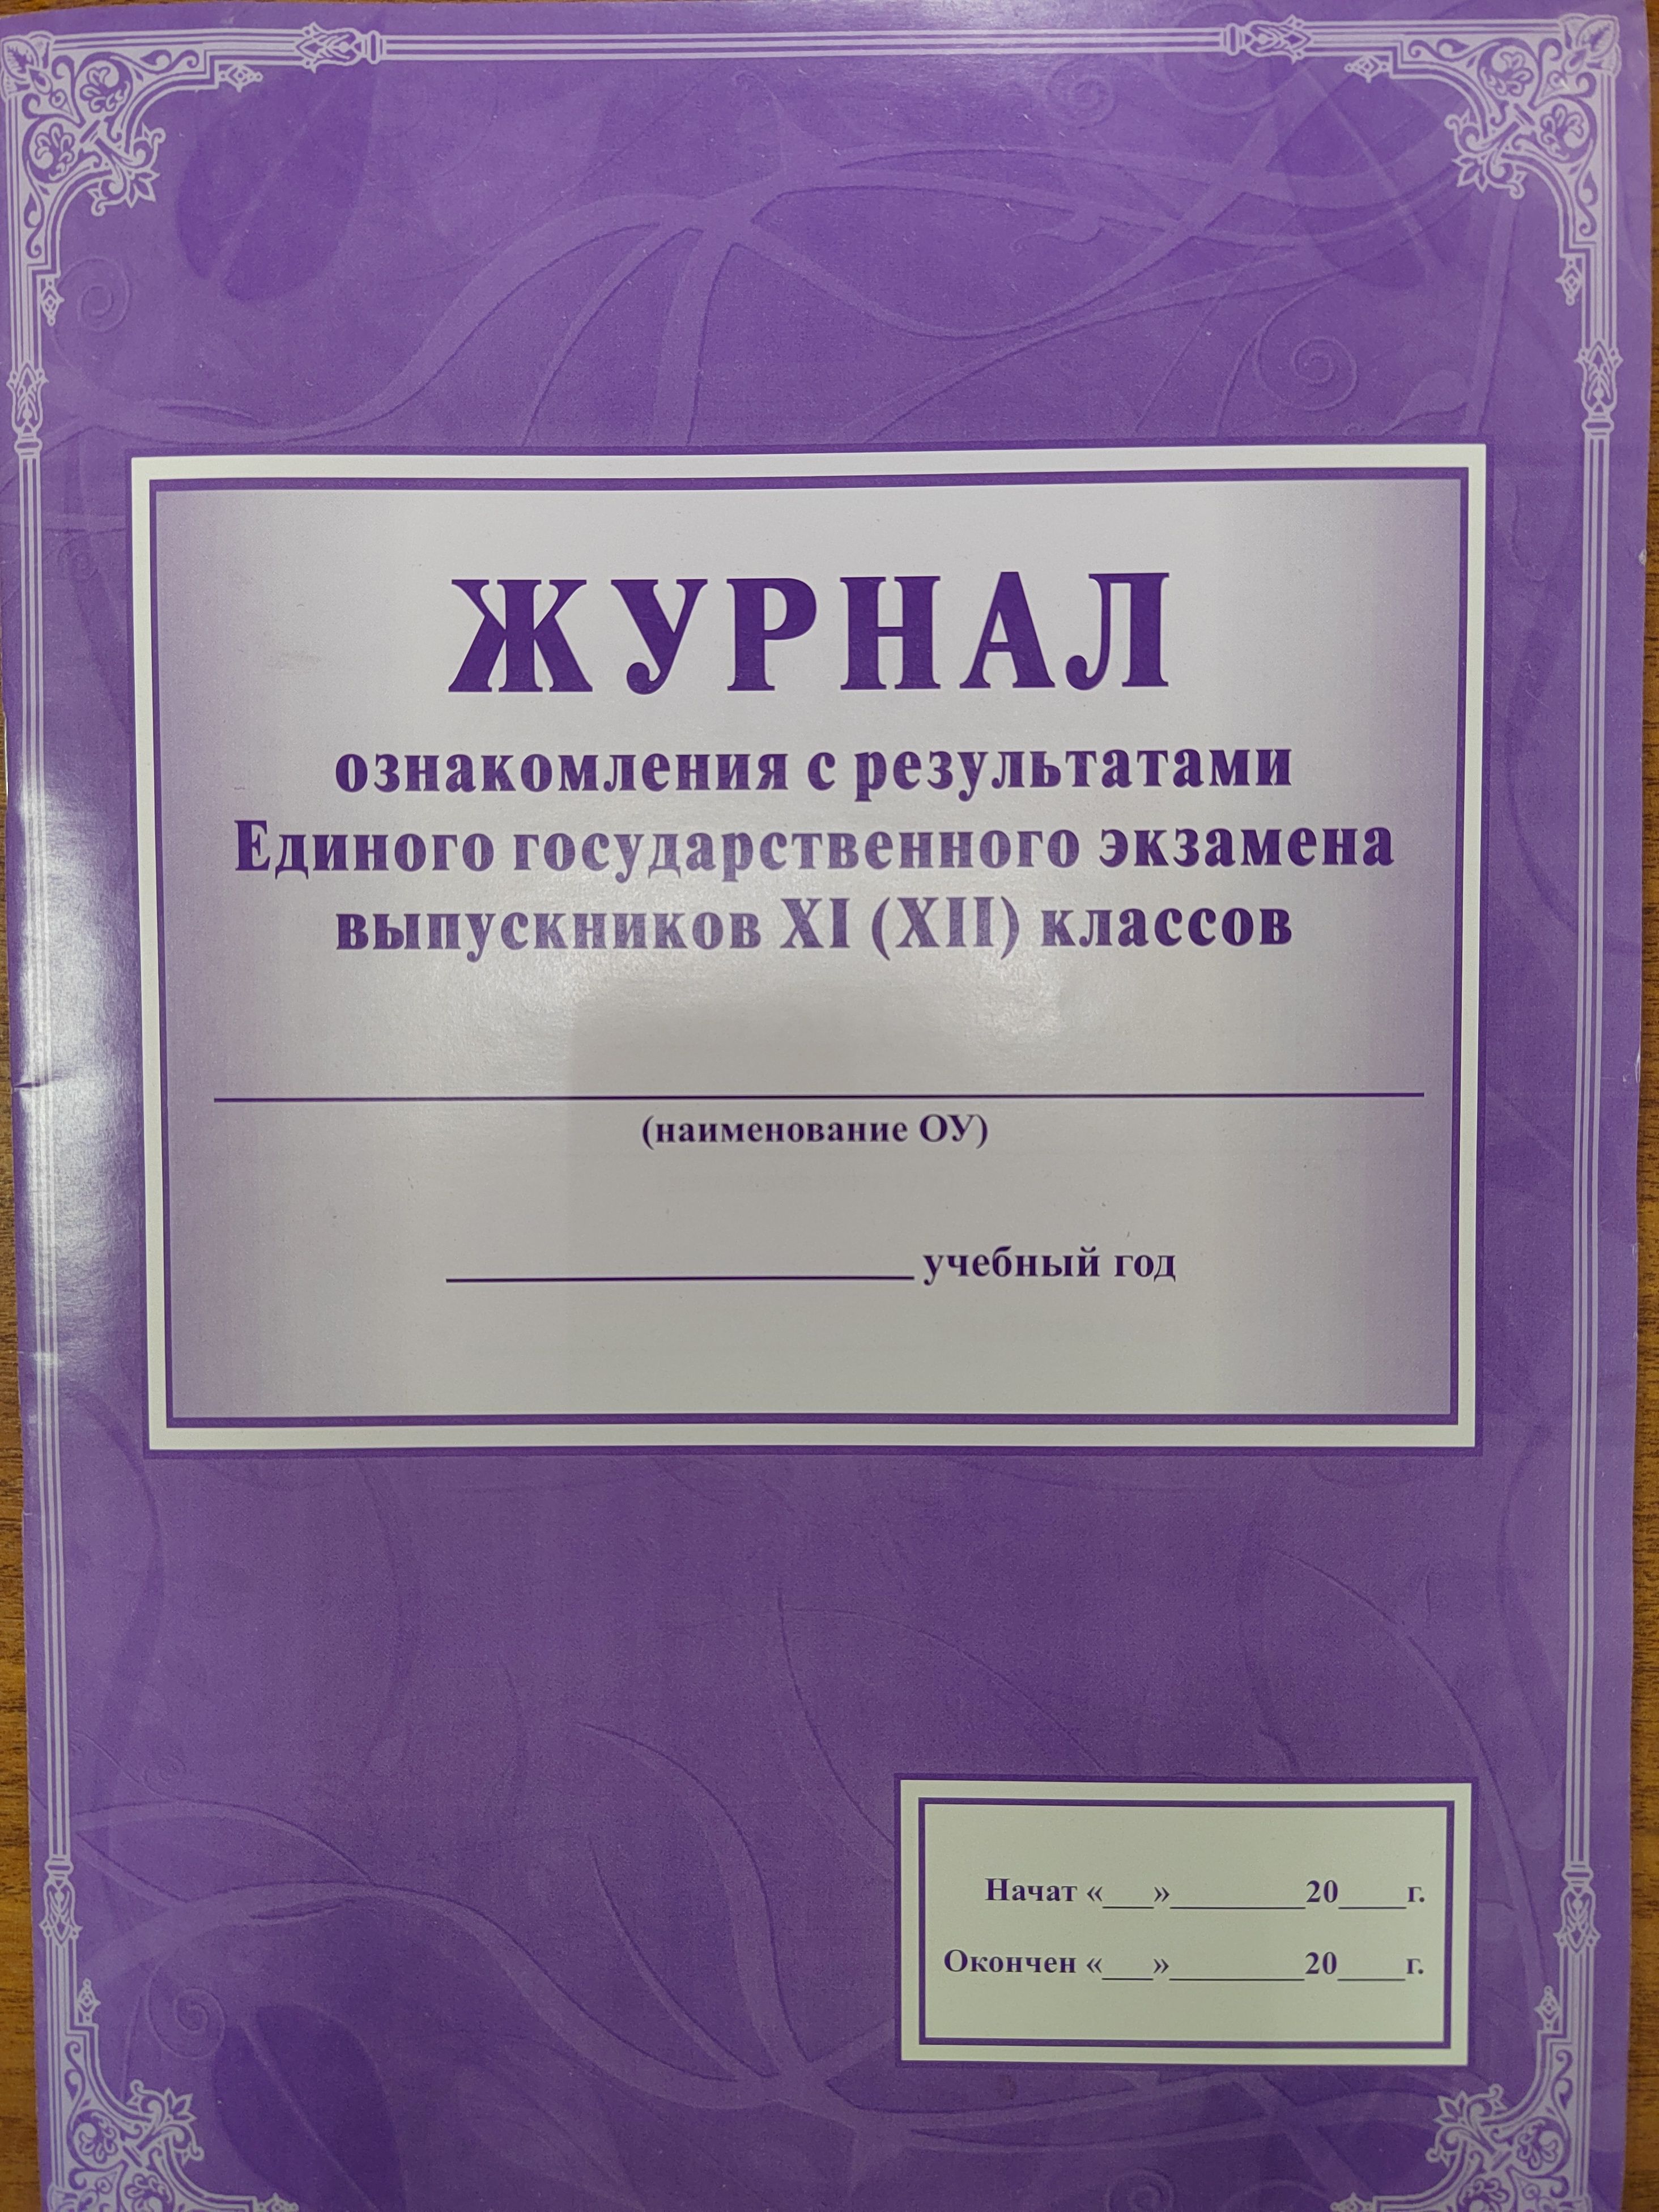 ЖУРНАЛ
ознакомления с результатами
Единого государственного экзамена
выпускников XI (XII) классов
(наименование ОУ)
______________ учебный год
Начат «___»________20____г.
Окончен «___»________20____г.